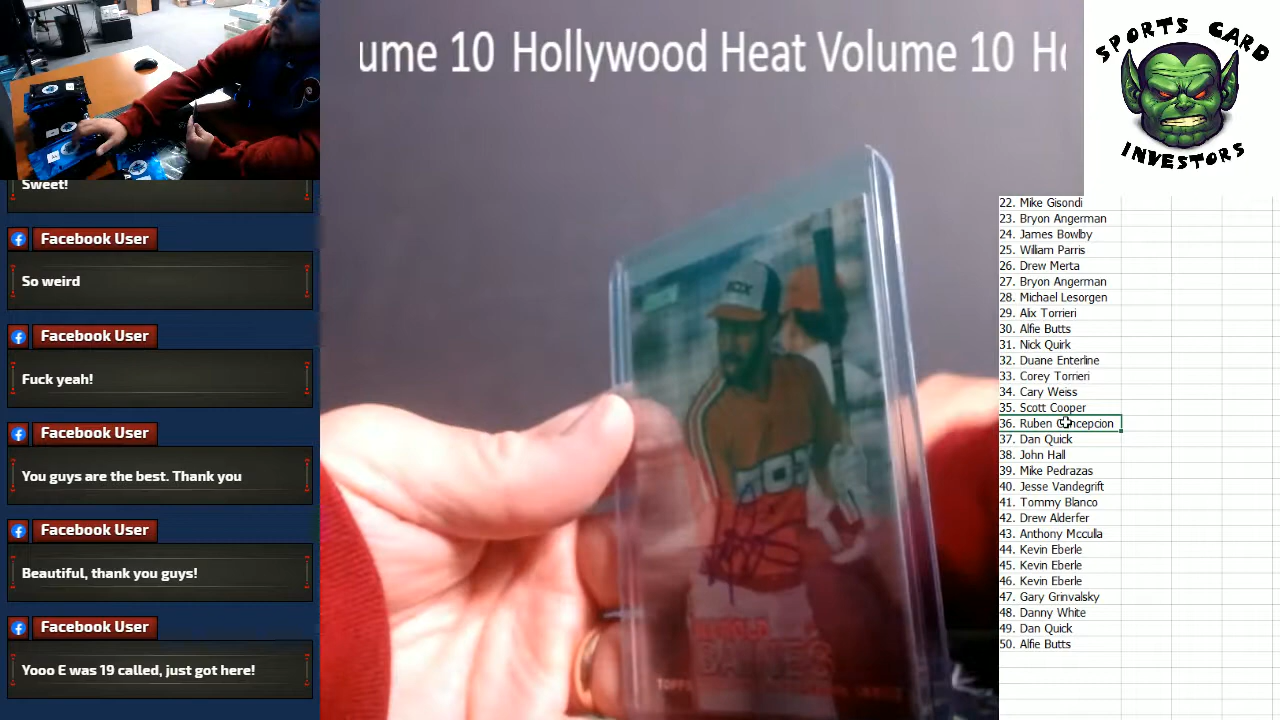 ume 10 Hollywood Heat Volume 10 Ho
SPORTS CARD
INVESTORS
Sweet!
Facebook User
So weird
Facebook User
Fuck yeah!
Facebook User
You guys are the best. Thank you
Facebook User
Beautiful, thank you guys!
Facebook User
Yooo E was 19 called, just got here!
SOX
SOX
22. Mike Gisondi
23. Bryon Angerman
24. James Bowlby
25. Wiliam Parris
26. Drew Merta
27. Bryon Angerman
28. Michael Lesorgen
29. Alix Torrieri
30. Alfie Butts
31. Nick Quirk
32. Duane Enterline
33. Corey Torrieri
34. Cary Weiss
35. Scott Cooper
36. Ruben Concepcion
37. Dan Quick
38. John Hall
39. Mike Pedrazas
40. Jesse Vandegrift
41. Tommy Blanco
42. Drew Alderfer
43. Anthony Mcculla
44. Kevin Eberle
45. Kevin Eberle
46. Kevin Eberle
47. Gary Grinvalsky
48. Danny White
49. Dan Quick
50. Alfie Butts